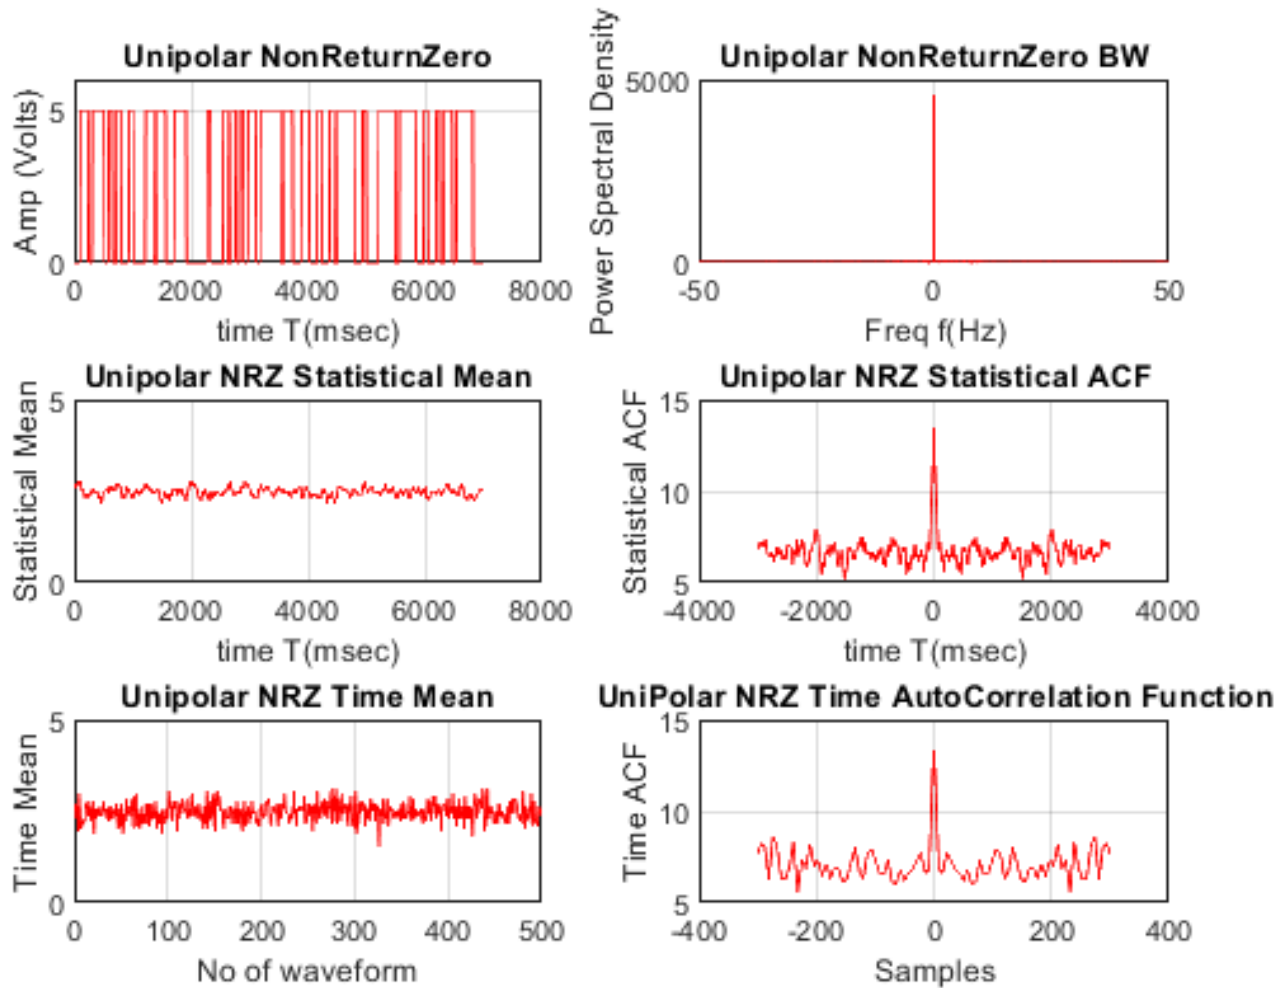 Unipolar NonReturnZero
Amp (Volts)
5
0
0 2000 4000 6000 8000
time T(msec)
Unipolar NonReturnZero BW
Power Spectral Density
5000
0
-50 0 50
Freq f(Hz)
Unipolar NRZ Statistical Mean
Statistical Mean
5
0
0 2000 4000 6000 8000
time T(msec)
Unipolar NRZ Statistical ACF
Statistical ACF
15
10
5
-4000 -2000 0 2000 4000
time T(msec)
Unipolar NRZ Time Mean
Time Mean
5
0
0 100 200 300 400 500
No of waveform
UniPolar NRZ Time AutoCorrelation Function
Time ACF
15
10
5
-400 -200 0 200 400
Samples